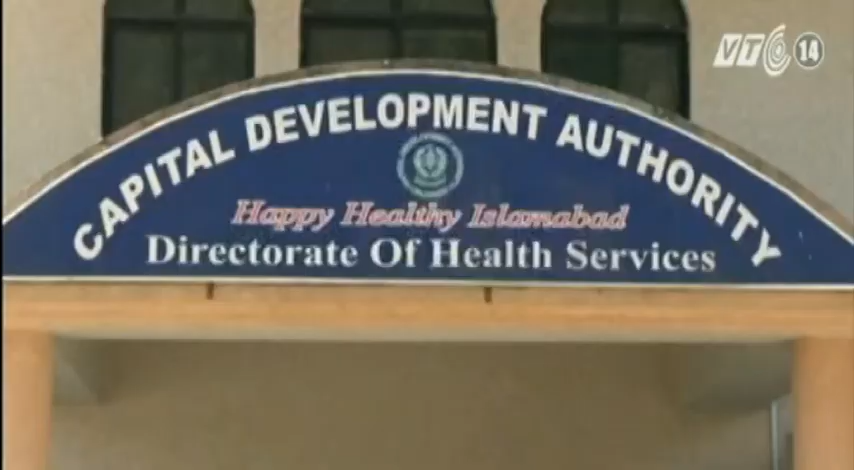 VTC 14
CAPITAL DEVELOPMENT AUTHORITY
Happy Healthy Islamabad
Directorate Of Health Services